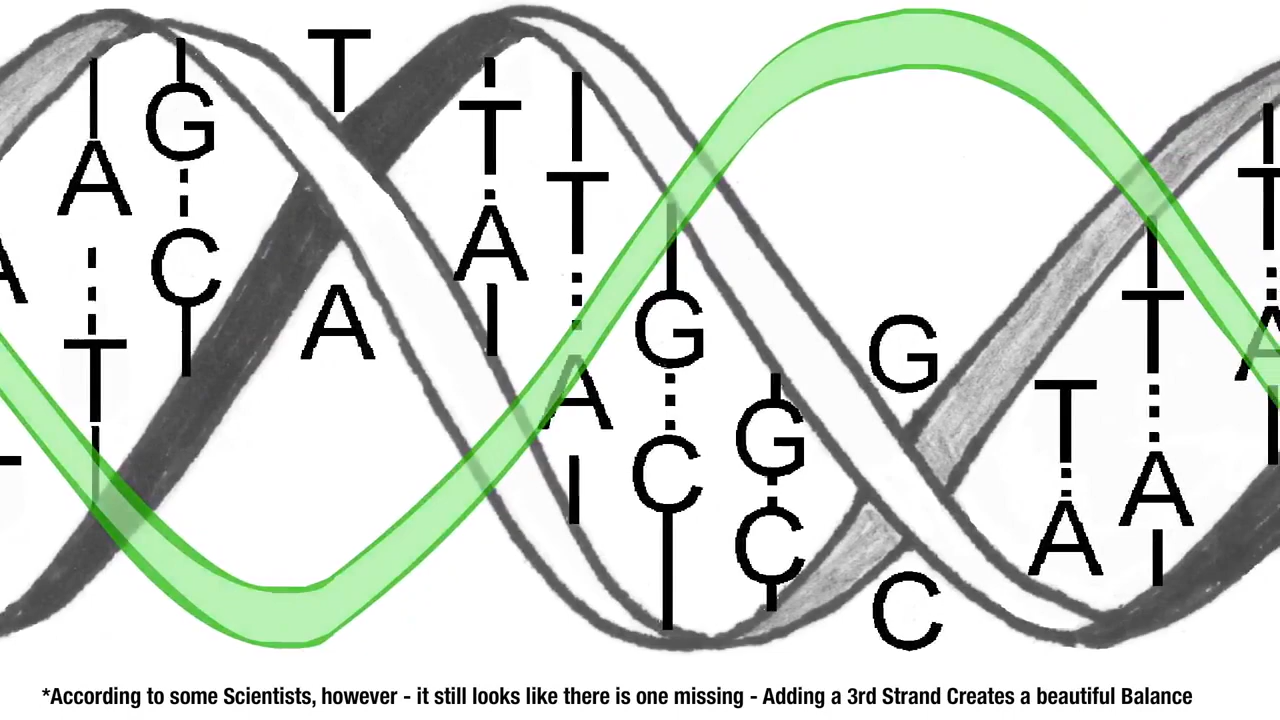 A
A
T
G
C
T
A
T
A
T
A
G
C
G
C
G
C
T
A
T
A
T
A
*According to some Scientists, however - it still looks like there is one missing - Adding a 3rd Strand Creates a beautiful Balance